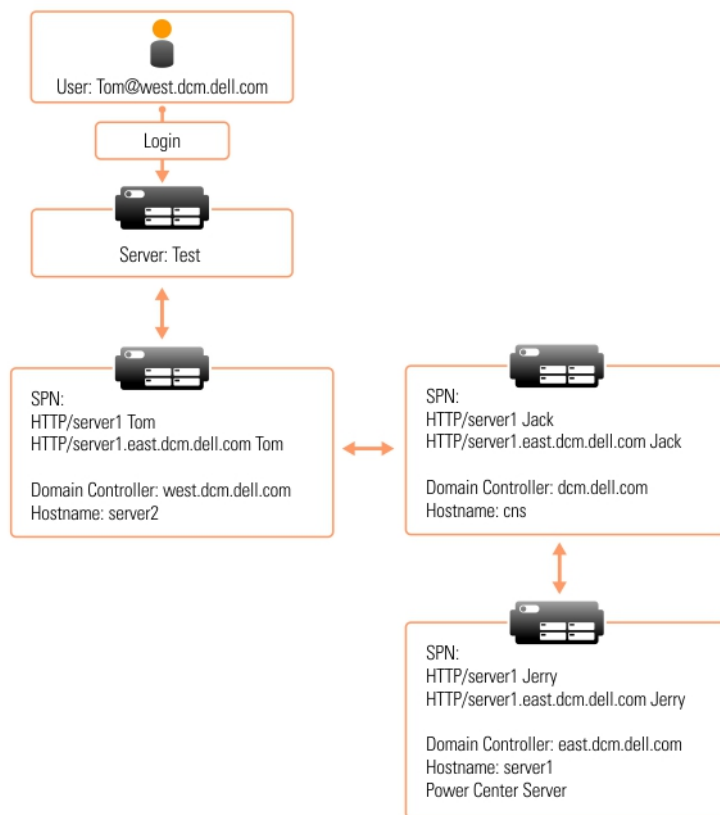 User: Tom@west.dcm.dell.com
Login
Server: Test
SPN:
HTTP/server1 Tom
HTTP/server1.east.dcm.dell.com Tom
Domain Controller: west.dcm.dell.com
Hostname: server2
SPN:
HTTP/server1 Jack
HTTP/server1.east.dcm.dell.com Jack
Domain Controller: dcm.dell.com
Hostname: cns
SPN:
HTTP/server1 Jerry
HTTP/server1.east.dcm.dell.com Jerry
Domain Controller: east.dcm.dell.com
Hostname: server1
Power Center Server